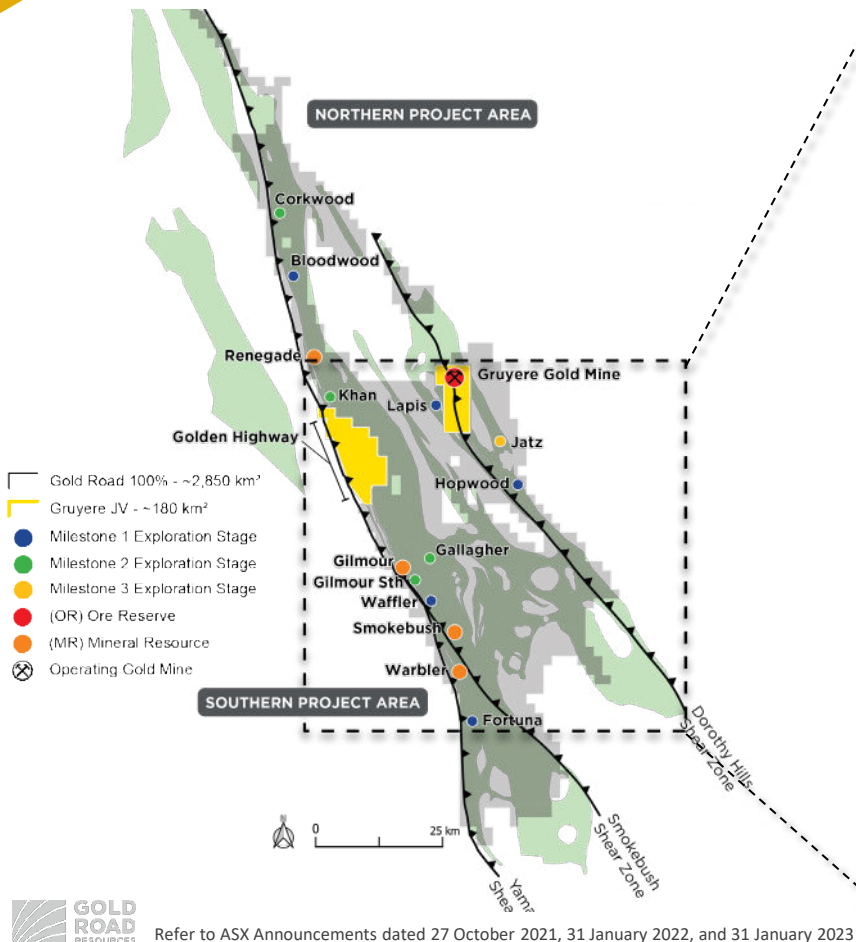 NORTHERN PROJECT AREA
Corkwood
Bloodwood
Renegade
Gruyere Gold Mine
Khan
Lapis
Golden Highway
Jatz
Hopwood
Gold Road 100% - ~2,850 km²
Gruyere JV - ~180 km²
Milestone 1 Exploration Stage
Milestone 2 Exploration Stage
Milestone 3 Exploration Stage
(OR) Ore Reserve
(MR) Mineral Resource
Operating Gold Mine
Gallagher
Gilmour
Gilmour Sth
Waffler
Smokebush
Warbler
SOUTHERN PROJECT AREA
Fortuna
Dorothy Hills
Shear Zone
Smokebush
Shear Zone
Yama
Shea
N
0
25 km
GOLD
ROAD
RESOURCES
Refer to ASX Announcements dated 27 October 2021, 31 January 2022, and 31 January 2023